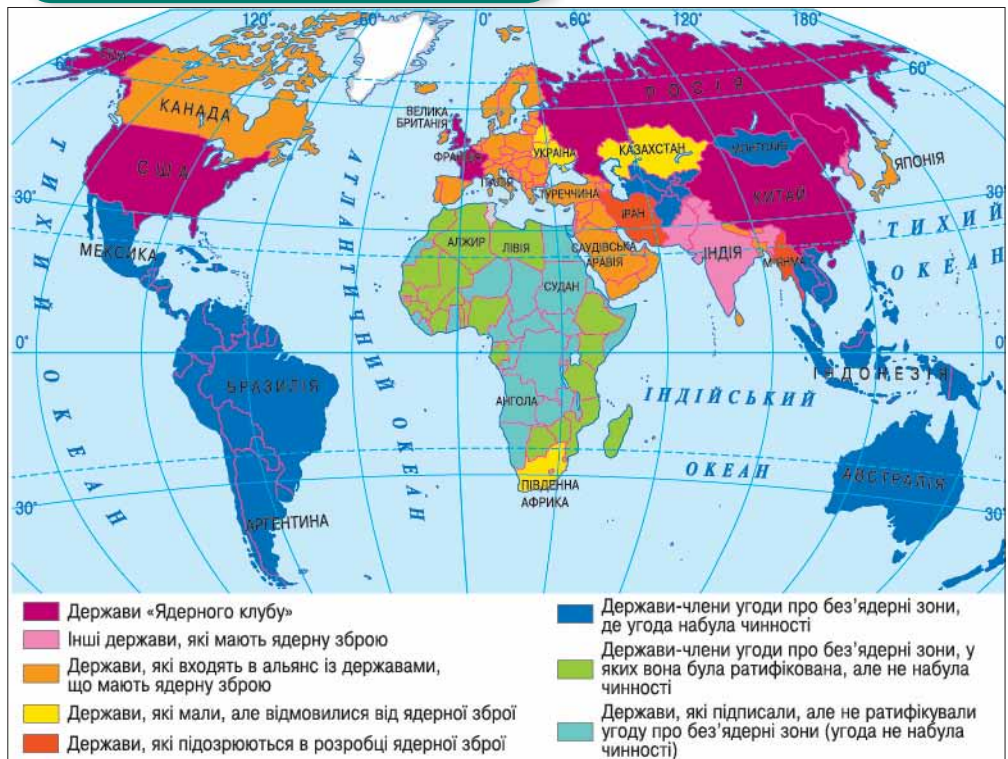 120° 60° 0° 60° 120° 180°
60° 60°
КАНАДА
США
МЕКСИКА
БРАЗИЛІЯ
АРГЕНТИНА
ВЕЛИКА
БРИТАНІЯ
ФРАНЦІЯ
ІТАЛІЯ
УКРАЇНА
ТУРЕЧЧИНА
РОСІЯ
КАЗАХСТАН
МОНГОЛІЯ
КИТАЙ
ЯПОНІЯ
ІРАН
САУДІВСЬКА
АРАВІЯ
ІНДІЯ
М'ЯНМА
АЛЖИР
ЛІВІЯ
СУДАН
АНГОЛА
ПІВДЕННА
АФРИКА
ІНДОНЕЗІЯ
АВСТРАЛІЯ
ТИХИЙ
ОКЕАН
АТЛАНТИЧНИЙ ОКЕАН
ІНДІЙСЬКИЙ
ОКЕАН
ТИХИЙ
ОКЕАН
30° 30°
0° 0°
30° 30°
Держави «Ядерного клубу»
Інші держави, які мають ядерну зброю
Держави, які входять в альянс із державами,
що мають ядерну зброю
Держави, які мали, але відмовилися від ядерної зброї
Держави, які підозрюються в розробці ядерної зброї
Держави-члени угоди про без’ядерні зони,
де угода набула чинності
Держави-члени угоди про без’ядерні зони, у
яких вона була ратифікована, але не набула
чинності
Держави, які підписали, але не ратифікували
угоду про без’ядерні зони (угода не набула
чинності)